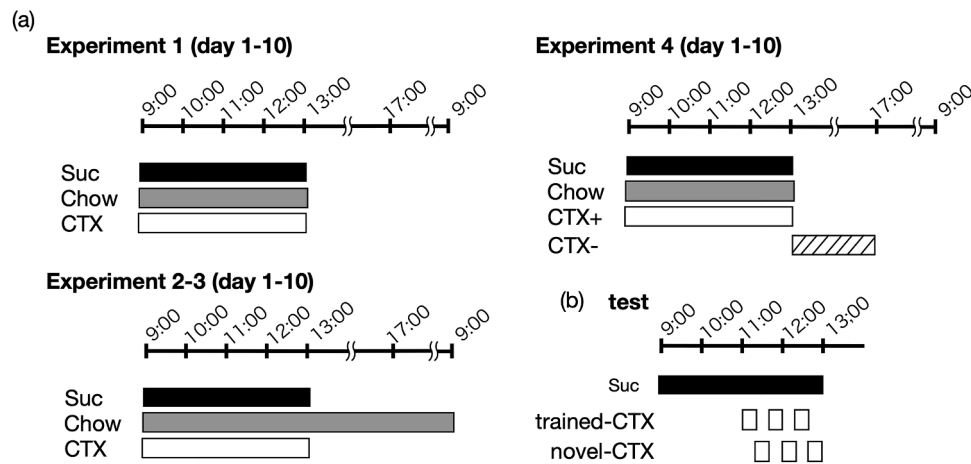 (a)
Experiment 1 (day 1-10)
9:00 10:00 11:00 12:00 13:00 17:00 9:00
Suc
Chow
CTX
Experiment 2-3 (day 1-10)
9:00 10:00 11:00 12:00 13:00 17:00 9:00
Suc
Chow
CTX
Experiment 4 (day 1-10)
9:00 10:00 11:00 12:00 13:00 17:00 9:00
Suc
Chow
CTX+
CTX-
(b) test
9:00 10:00 11:00 12:00 13:00
Suc
trained-CTX
novel-CTX